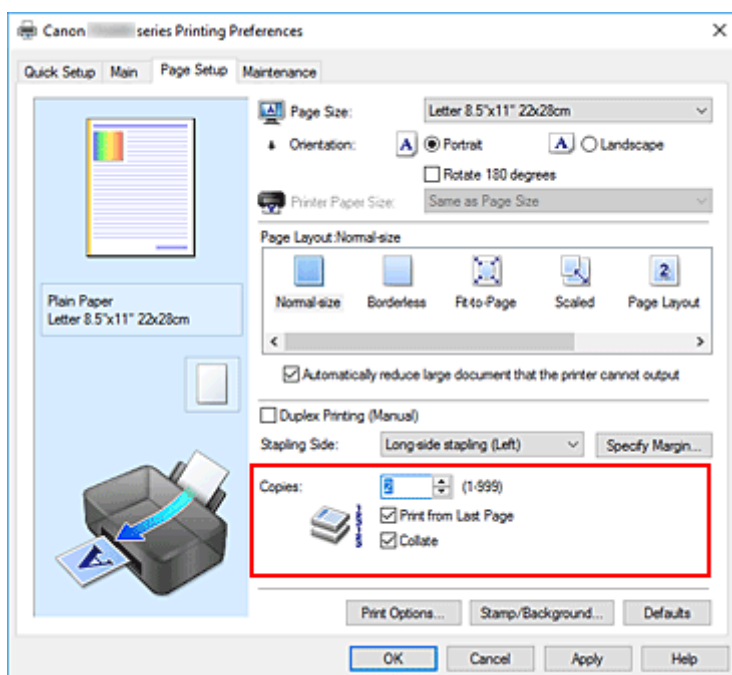 Canon series Printing Preferences
Quick Setup Main Page Setup Maintenance
Page Size: Letter 8.5"x11" 22x28cm
Orientation: A Portrait A Landscape
Rotate 180 degrees
Printer Paper Size: Same as Page Size
Page Layout:Normal-size
2
Normal-size Borderless Fit-to-Page Scaled Page Layout
Plain Paper
Letter 8.5"x11" 22x28cm
Automatically reduce large document that the printer cannot output
Duplex Printing (Manual)
Stapling Side: Long-side stapling (Left) Specify Margin...
Copies: 2 (1-999)
Print from Last Page
Collate
A
Print Options... Stamp/Background... Defaults
OK Cancel Apply Help